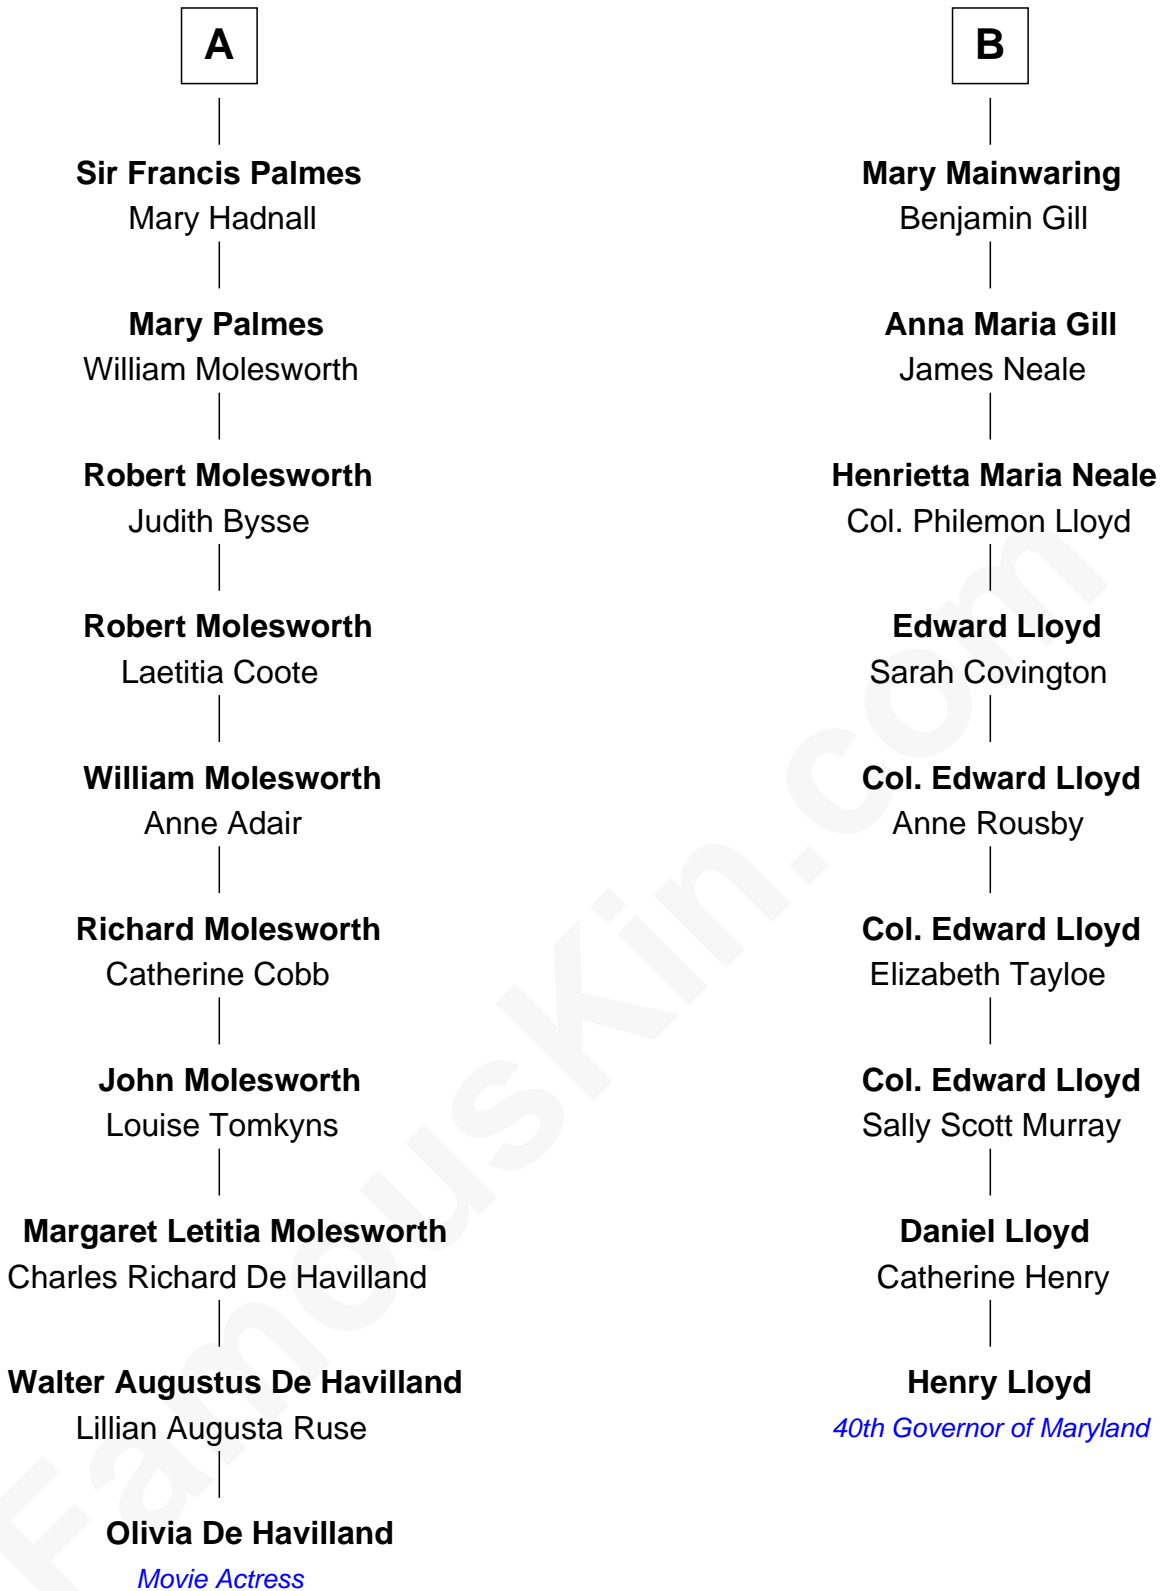 A
Sir Francis Palmes
Mary Hadnall
Mary Palmes
William Molesworth
Robert Molesworth
Judith Bysse
Robert Molesworth
Laetitia Coote
William Molesworth
Anne Adair
Richard Molesworth
Catherine Cobb
John Molesworth
Louise Tomkyns
Margaret Letitia Molesworth
Charles Richard De Havilland
Walter Augustus De Havilland
Lillian Augusta Ruse
Olivia De Havilland
Movie Actress
B
Mary Mainwaring
Benjamin Gill
Anna Maria Gill
James Neale
Henrietta Maria Neale
Col. Philemon Lloyd
Edward Lloyd
Sarah Covington
Col. Edward Lloyd
Anne Rousby
Col. Edward Lloyd
Elizabeth Tayloe
Col. Edward Lloyd
Sally Scott Murray
Daniel Lloyd
Catherine Henry
Henry Lloyd
40th Governor of Maryland
FamousKin.com